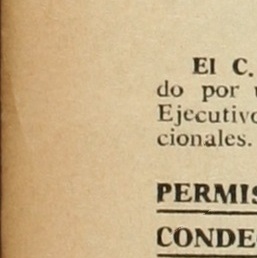 El C.
do por
Ejecutivo
cionales.
PERMIS
CONDE